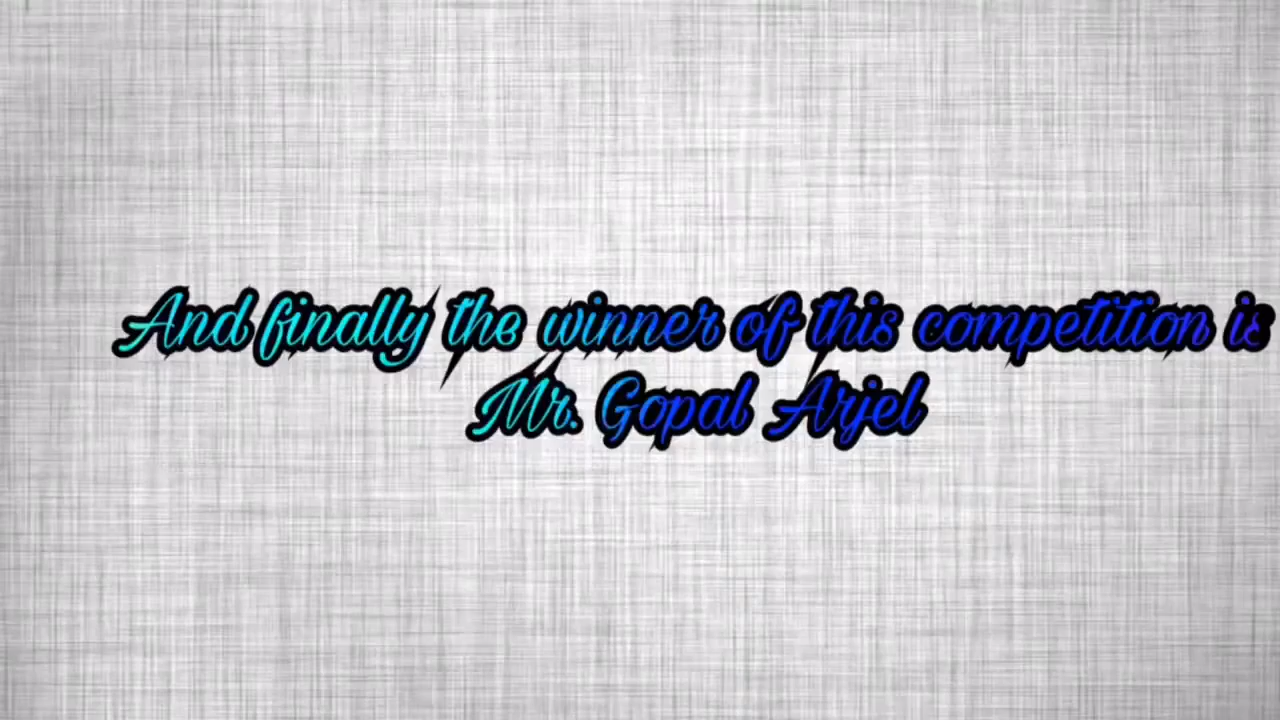 And finally the winner of this competition is
Mr. Gopal Arjel